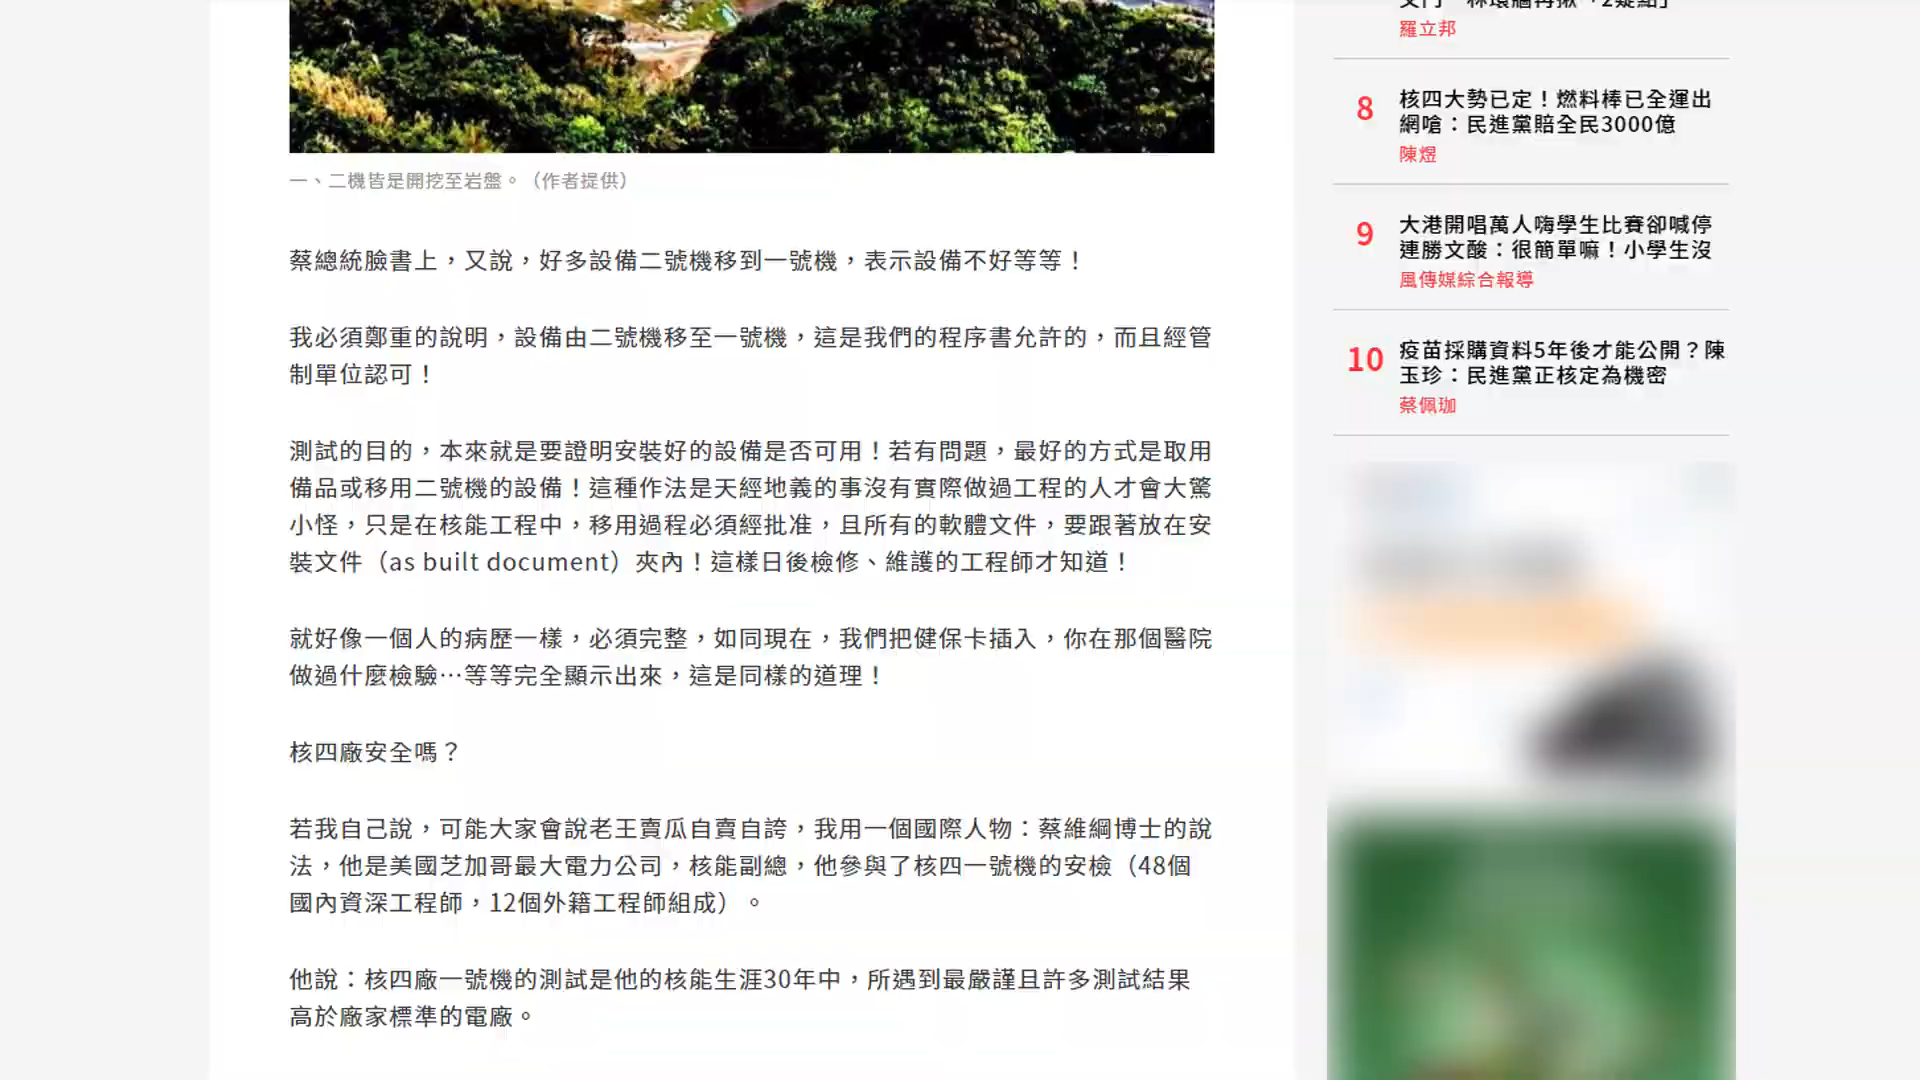 一、二機皆是開挖至岩盤。（作者提供）
蔡總統臉書上，又說，好多設備二號機移到一號機，表示設備不好等等！
我必須鄭重的說明，設備由二號機移至一號機，這是我們的程序書允許的，而且經管
制單位認可！
測試的目的，本來就是要證明安裝好的設備是否可用！若有問題，最好的方式是取用
備品或移用二號機的設備！這種作法是天經地義的事沒有實際做過工程的人才會大驚
小怪，只是在核能工程中，移用過程必須經批准，且所有的軟體文件，要跟著放在安
裝文件（as built document）夾內！這樣日後檢修、維護的工程師才知道！
就好像一個人的病歷一樣，必須完整，如同現在，我們把健保卡插入，你在那個醫院
做過什麼檢驗⋯等等完全顯示出來，這是同樣的道理！
核四廠安全嗎？
若我自己說，可能大家會說老王賣瓜自賣自誇，我用一個國際人物：蔡維綱博士的說
法，他是美國芝加哥最大電力公司，核能副總，他參與了核四一號機的安檢（48個
國內資深工程師，12個外籍工程師組成）。
他說：核四廠一號機的測試是他的核能生涯30年中，所遇到最嚴謹且許多測試結果
高於廠家標準的電廠。
羅立邦
8
核四大勢已定！燃料棒已全運出
網嗆：民進黨賠全民3000億
陳煜
9
大港開唱萬人嗨學生比賽卻喊停
連勝文酸：很簡單嘛！小學生沒
風傳媒綜合報導
10
疫苗採購資料5年後才能公開？陳
玉珍：民進黨正核定為機密
蔡佩珈